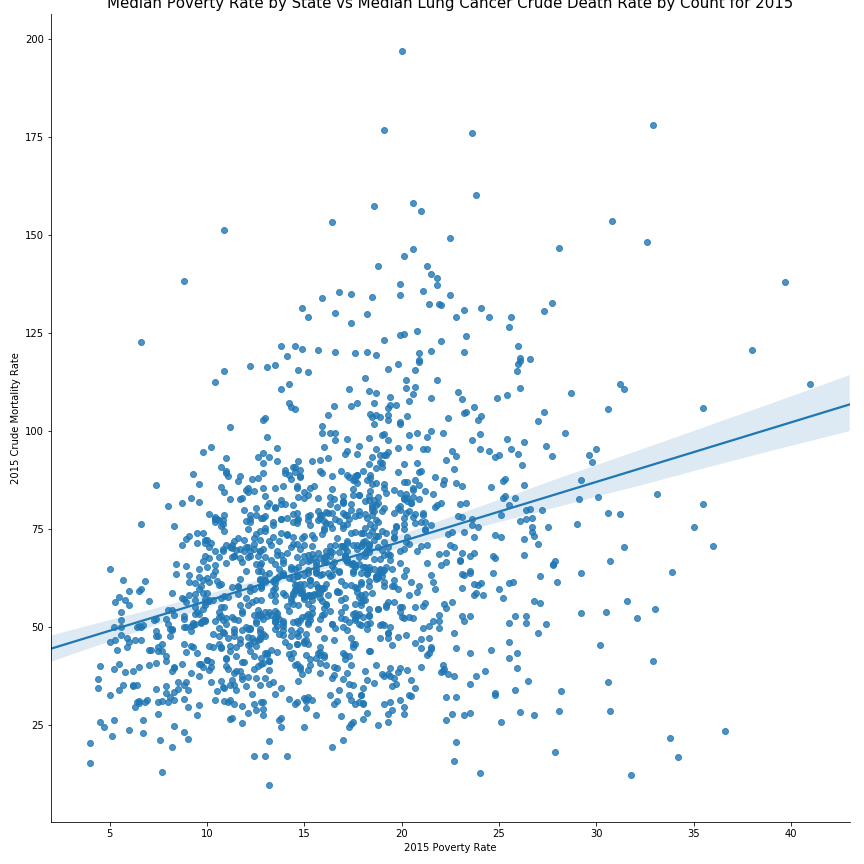 Median Poverty Rate by State vs Median Lung Cancer Crude Death Rate by Count for 2015
200
175
150
125
100
75
50
25
2015 Crude Mortality Rate
5 10 15 20 25 30 35 40
2015 Poverty Rate